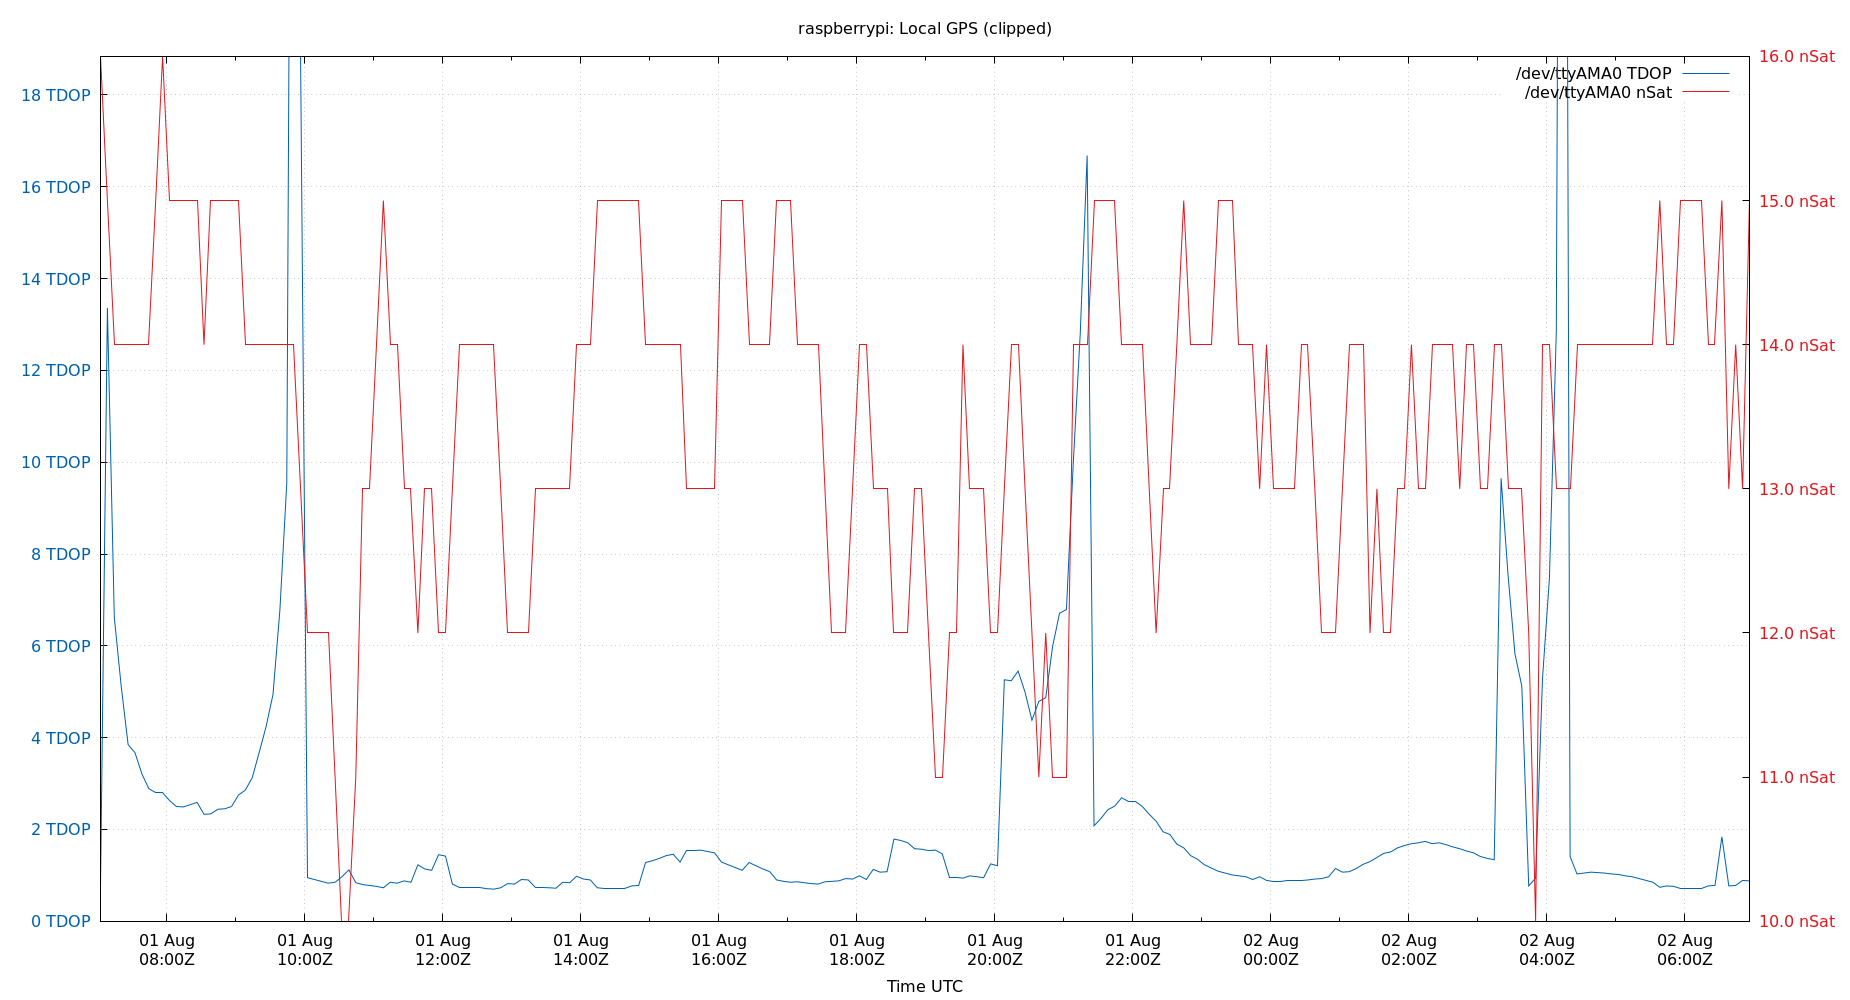 raspberrypi: Local GPS (clipped)
/dev/ttyAMA0 TDOP
/dev/ttyAMA0 nSat
18 TDOP
16 TDOP
14 TDOP
12 TDOP
10 TDOP
8 TDOP
6 TDOP
4 TDOP
2 TDOP
0 TDOP
16.0 nSat
15.0 nSat
14.0 nSat
13.0 nSat
12.0 nSat
11.0 nSat
10.0 nSat
01 Aug
08:00Z
01 Aug
10:00Z
01 Aug
12:00Z
01 Aug
14:00Z
01 Aug
16:00Z
01 Aug
18:00Z
01 Aug
20:00Z
01 Aug
22:00Z
02 Aug
00:00Z
02 Aug
02:00Z
02 Aug
04:00Z
02 Aug
06:00Z
Time UTC